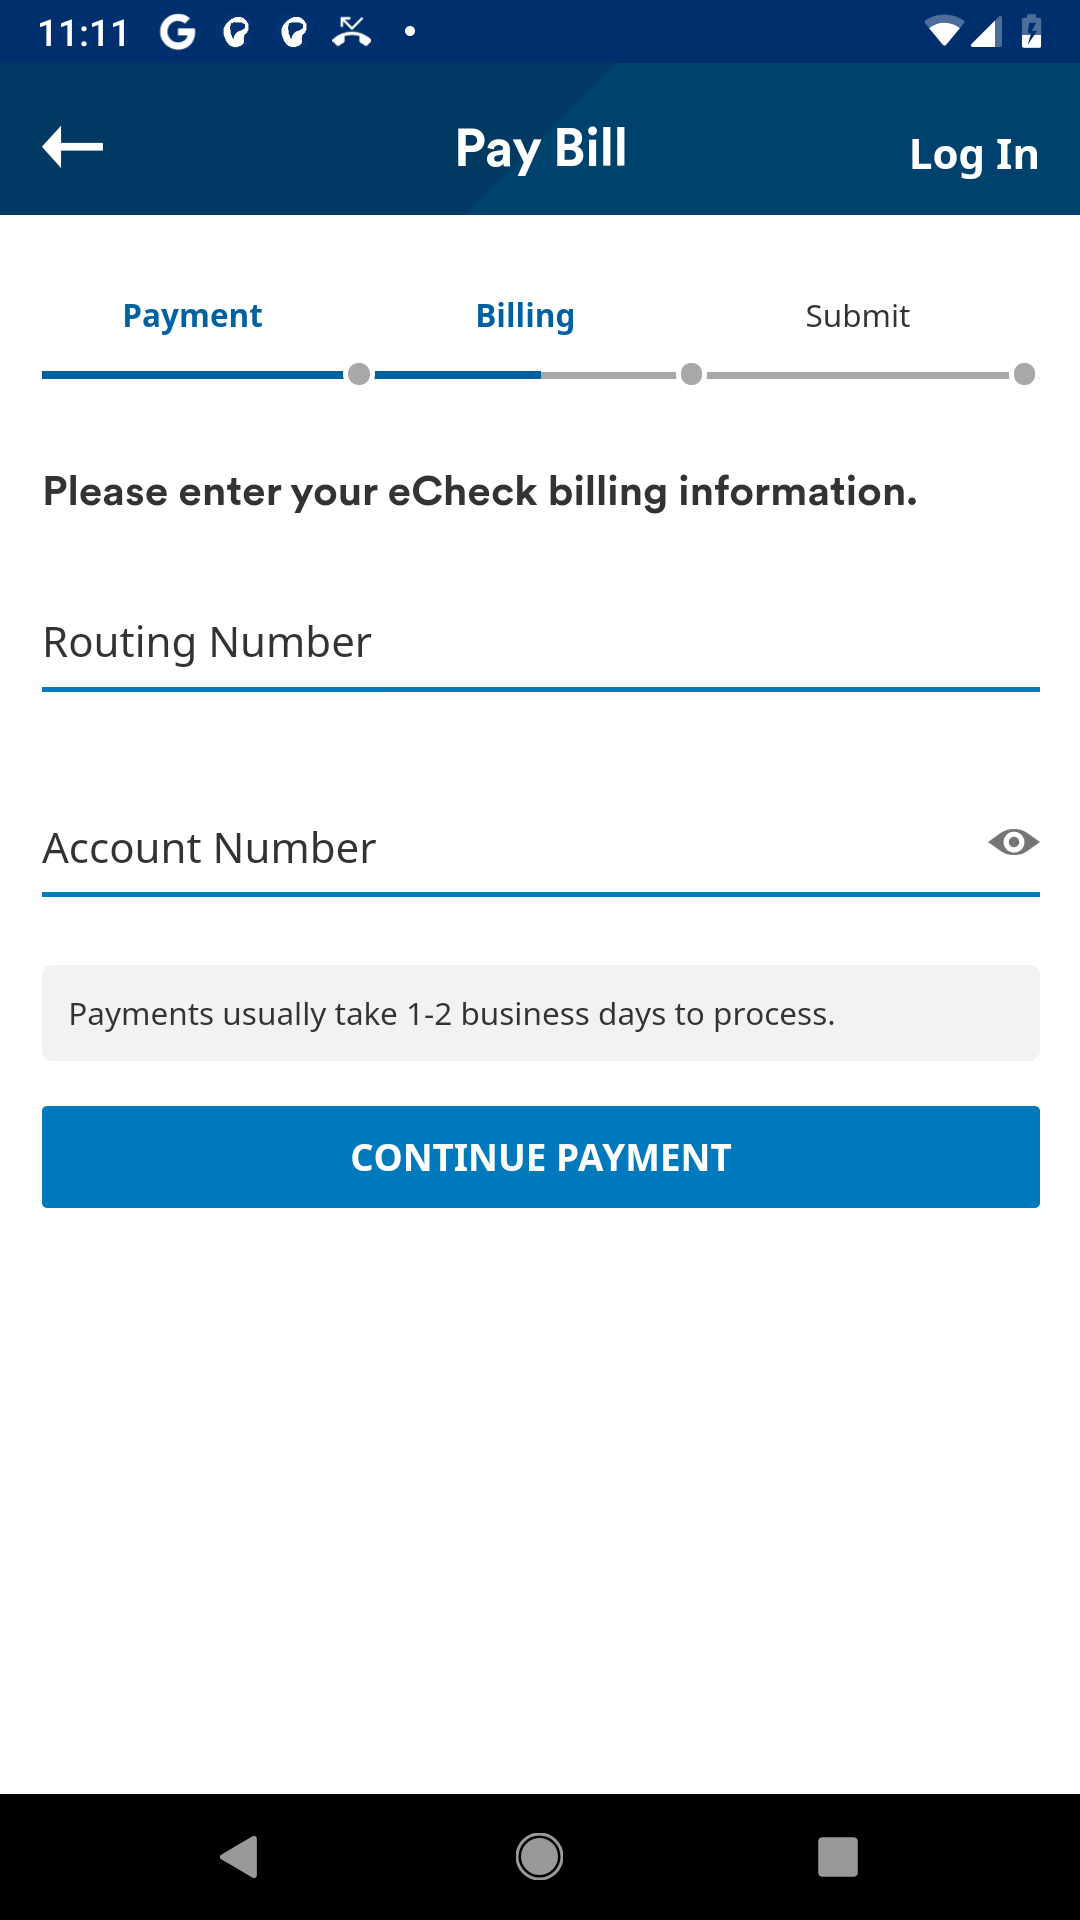 11:11
Pay Bill
Log In
Payment
Billing
Submit
Please enter your eCheck billing information.
Routing Number
Account Number
Payments usually take 1-2 business days to process.
CONTINUE PAYMENT